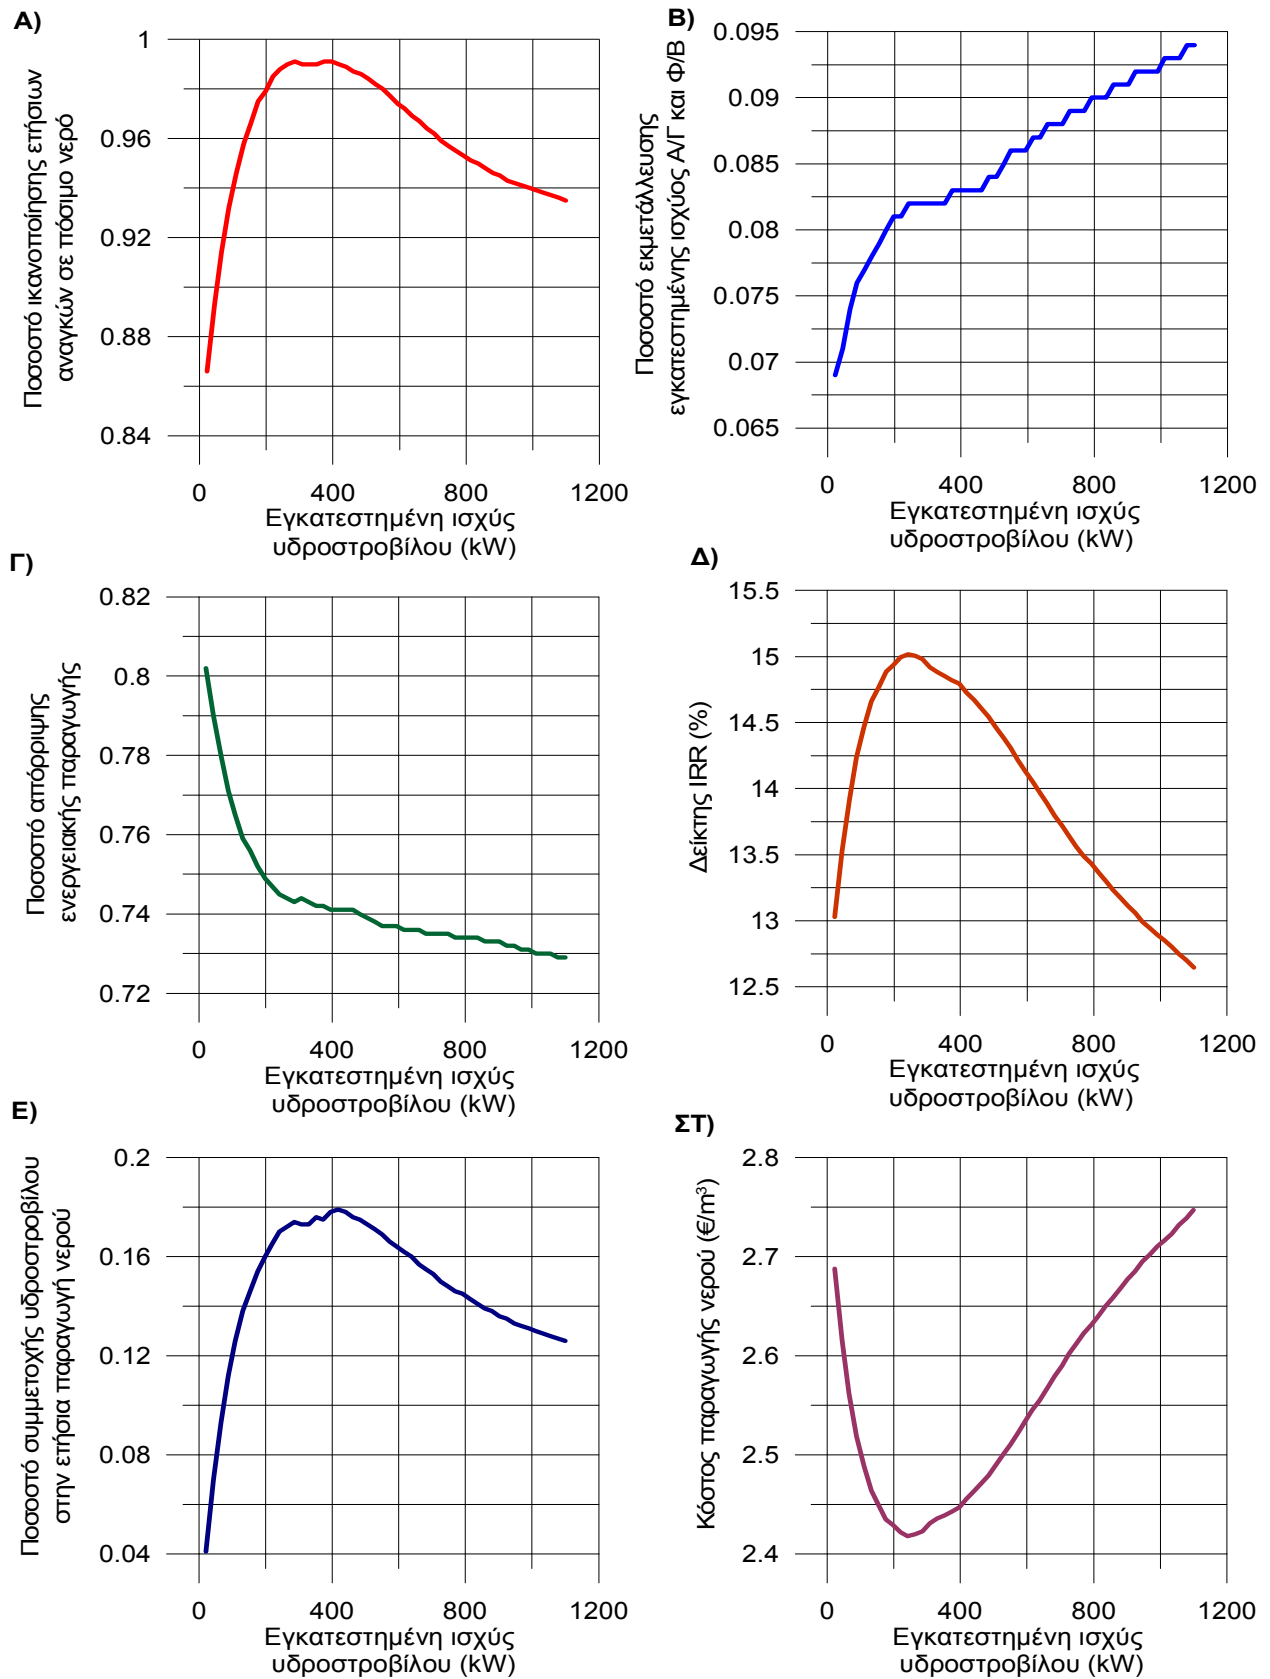 Α)
Ποσοστό ικανοποίησης ετήσιων
αναγκών σε πόσιμο νερό
1
0.96
0.92
0.88
0.84
0
400
800
1200
Εγκατεστημένη ισχύς
υδροστροβίλου (kW)
Β)
Ποσοστό εκμετάλλευσης
εγκατεστημένης ισχύος Α/Γ και Φ/Β
0.095
0.09
0.085
0.08
0.075
0.07
0.065
0
400
800
1200
Εγκατεστημένη ισχύς
υδροστροβίλου (kW)
Γ)
Ποσοστό απόρριψης
ενεργειακής παραγωγής
0.82
0.8
0.78
0.76
0.74
0.72
0
400
800
1200
Εγκατεστημένη ισχύς
υδροστροβίλου (kW)
Δ)
Δείκτης IRR (%)
15.5
15
14.5
14
13.5
13
12.5
0
400
800
1200
Εγκατεστημένη ισχύς
υδροστροβίλου (kW)
Ε)
Ποσοστό συμμετοχής υδροστροβίλου
στην ετήσια παραγωγή νερού
0.2
0.16
0.12
0.08
0.04
0
400
800
1200
Εγκατεστημένη ισχύς
υδροστροβίλου (kW)
ΣΤ)
Κόστος παραγωγής νερού (€/m³)
2.8
2.7
2.6
2.5
2.4
0
400
800
1200
Εγκατεστημένη ισχύς
υδροστροβίλου (kW)